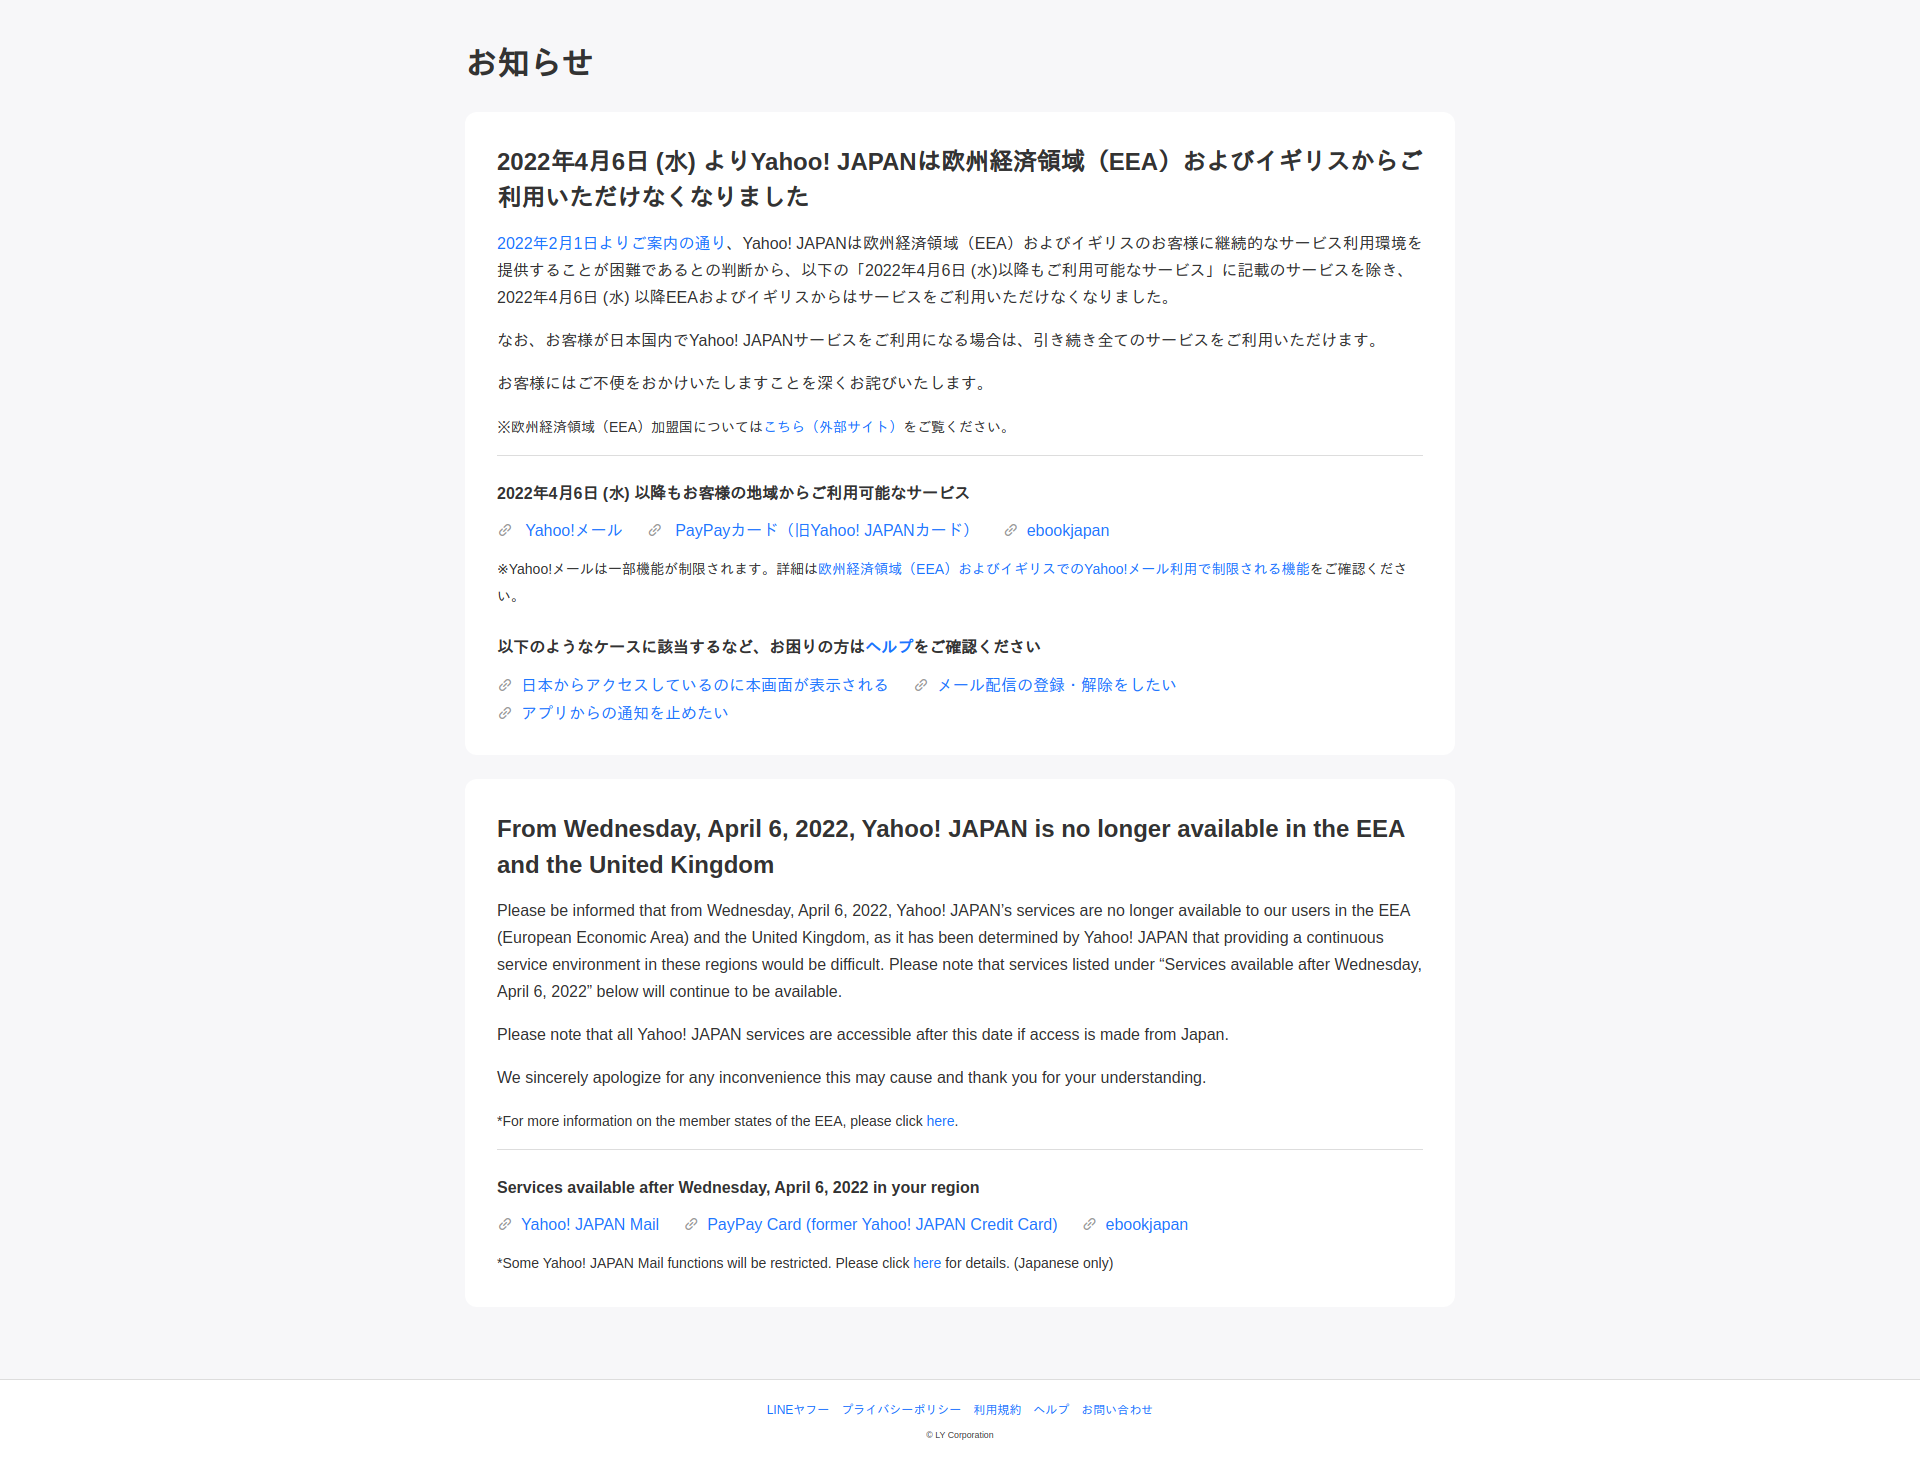 お知らせ
2022年4月6日 (水) よりYahoo! JAPANは欧州経済領域（EEA）およびイギリスからご
利用いただけなくなりました
2022年2月1日よりご案内の通り、Yahoo! JAPANは欧州経済領域（EEA）およびイギリスのお客様に継続的なサービス利用環境を
提供することが困難であるとの判断から、以下の「2022年4月6日 (水)以降もご利用可能なサービス」に記載のサービスを除き、
2022年4月6日 (水) 以降EEAおよびイギリスからはサービスをご利用いただけなくなりました。
なお、お客様が日本国内でYahoo! JAPANサービスをご利用になる場合は、引き続き全てのサービスをご利用いただけます。
お客様にはご不便をおかけいたしますことを深くお詫びいたします。
※欧州経済領域（EEA）加盟国についてはこちら（外部サイト）をご覧ください。
2022年4月6日 (水) 以降もお客様の地域からご利用可能なサービス
Yahoo!メール PayPayカード（旧Yahoo! JAPANカード） ebookjapan
※Yahoo!メールは一部機能が制限されます。詳細は欧州経済領域（EEA）およびイギリスでのYahoo!メール利用で制限される機能をご確認くださ
い。
以下のようなケースに該当するなど、お困りの方はヘルプをご確認ください
日本からアクセスしているのに本画面が表示される メール配信の登録・解除をしたい
アプリからの通知を止めたい
From Wednesday, April 6, 2022, Yahoo! JAPAN is no longer available in the EEA
and the United Kingdom
Please be informed that from Wednesday, April 6, 2022, Yahoo! JAPAN’s services are no longer available to our users in the EEA
(European Economic Area) and the United Kingdom, as it has been determined by Yahoo! JAPAN that providing a continuous
service environment in these regions would be difficult. Please note that services listed under “Services available after Wednesday,
April 6, 2022” below will continue to be available.
Please note that all Yahoo! JAPAN services are accessible after this date if access is made from Japan.
We sincerely apologize for any inconvenience this may cause and thank you for your understanding.
*For more information on the member states of the EEA, please click here.
Services available after Wednesday, April 6, 2022 in your region
Yahoo! JAPAN Mail PayPay Card (former Yahoo! JAPAN Credit Card) ebookjapan
*Some Yahoo! JAPAN Mail functions will be restricted. Please click here for details. (Japanese only)
LINEヤフー プライバシーポリシー 利用規約 ヘルプ お問い合わせ
© LY Corporation